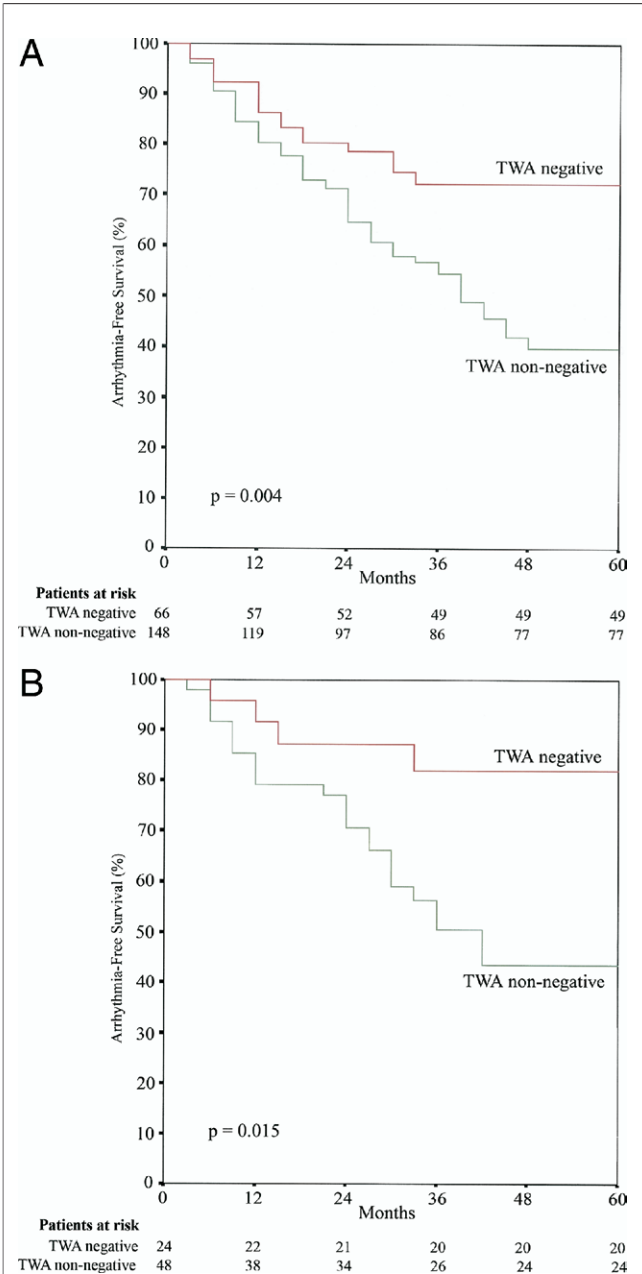 A
100
90
80
70
60
50
40
30
20
10
0
Arrhythmia-Free Survival (%)
TWA negative
TWA non-negative
p = 0.004
0 12 24 36 48 60
Months
Patients at risk
TWA negative 66 57 52 49 49 49
TWA non-negative 148 119 97 86 77 77
B
100
90
80
70
60
50
40
30
20
10
0
Arrhythmia-Free Survival (%)
TWA negative
TWA non-negative
p = 0.015
0 12 24 36 48 60
Months
Patients at risk
TWA negative 24 22 21 20 20 20
TWA non-negative 48 38 34 26 24 24